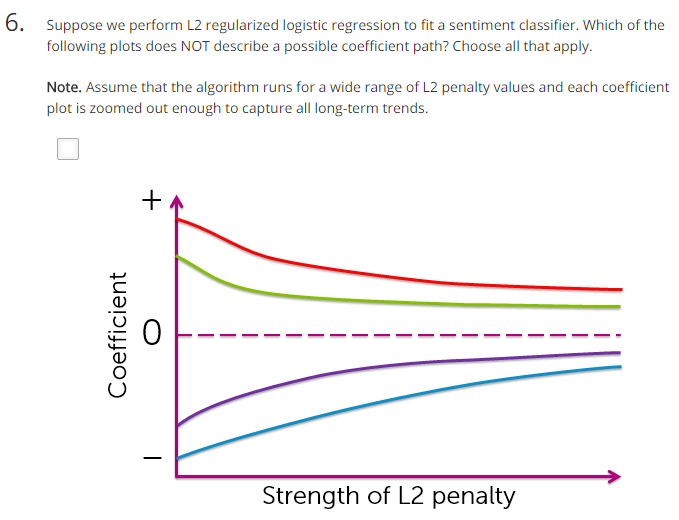 6. Suppose we perform L2 regularized logistic regression to fit a sentiment classifier. Which of the
following plots does NOT describe a possible coefficient path? Choose all that apply.
Note. Assume that the algorithm runs for a wide range of L2 penalty values and each coefficient
plot is zoomed out enough to capture all long-term trends.
+
Coefficient
0
–
Strength of L2 penalty